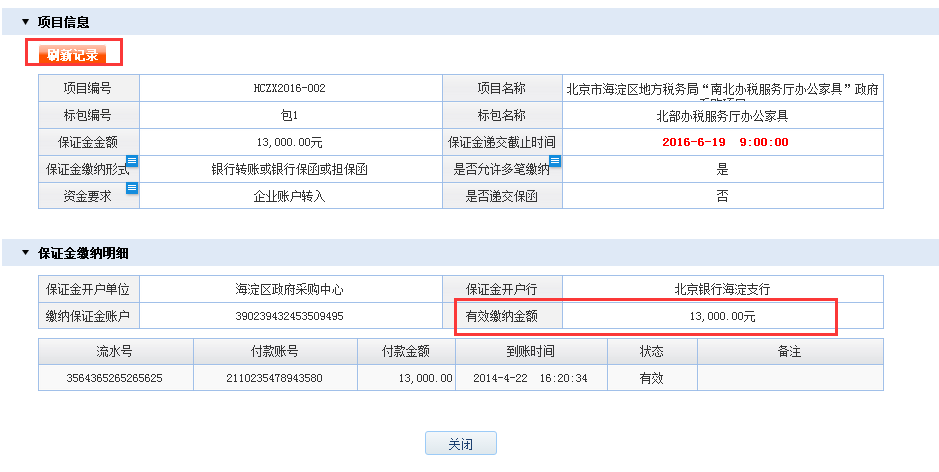 项目信息
刷新记录
项目编号 HCZX2016-002 项目名称 北京市海淀区地方税务局“南北办税服务厅办公家具”政府
标包编号 包1 标包名称 北部办税服务厅办公家具
保证金金额 13,000.00元 保证金递交截止时间 2016-6-19 9:00:00
保证金缴纳形式 银行转账或银行保函或担保函 是否允许多笔缴纳 是
资金要求 企业账户转入 是否递交保函 否
保证金缴纳明细
保证金开户单位 海淀区政府采购中心 保证金开户行 北京银行海淀支行
缴纳保证金账户 390239432453509495 有效缴纳金额 13,000.00元
流水号 付款账号 付款金额 到账时间 状态 备注
3564365265265625 2110235478943580 13,000.00 2014-4-22 16:20:34 有效
关闭